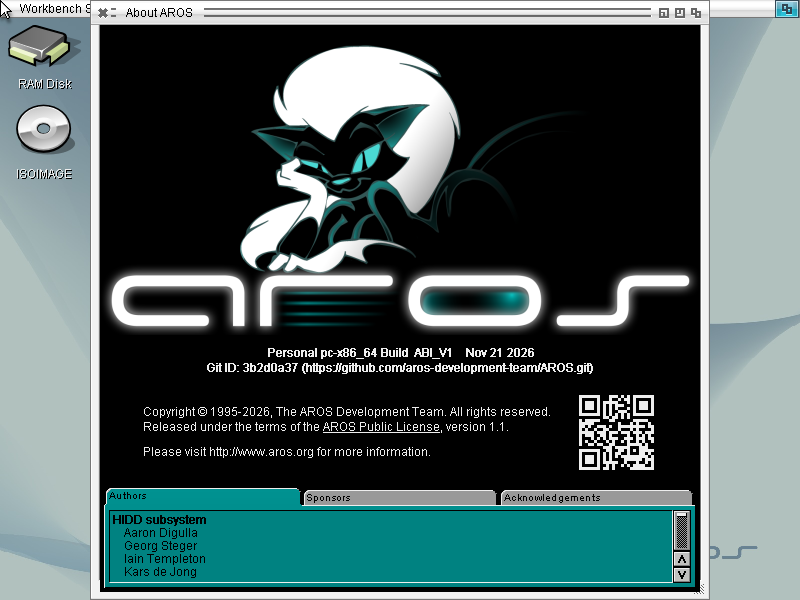 Workbench S
About AROS
RAM Disk
ISOIMAGE
aros
Personal pc-x86_64 Build ABI_V1 Nov 21 2026
Git ID: 3b2d0a37 (https://github.com/aros-development-team/AROS.git)
Copyright © 1995-2026, The AROS Development Team. All rights reserved.
Released under the terms of the AROS Public License, version 1.1.
Please visit http://www.aros.org for more information.
Authors
Sponsors
Acknowledgements
HIDD subsystem
Aaron Digulla
Georg Steger
Iain Templeton
Kars de Jong